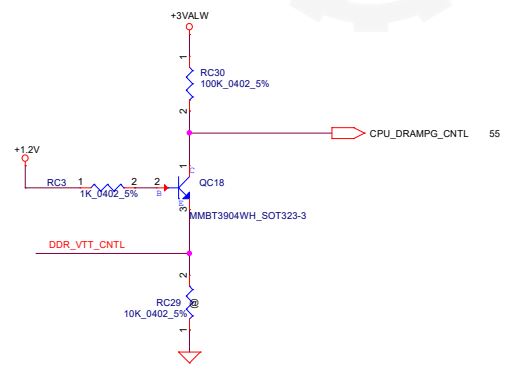 +3VALW
1
RC30
100K_0402_5%
2
CPU_DRAMPG_CNTL 55
+1.2V
1
C
RC3 1 2 2 QC18
1K_0402_5% B
E
3
MMBT3904WH_SOT323-3
DDR_VTT_CNTL
2
RC29 @
10K_0402_5%
1